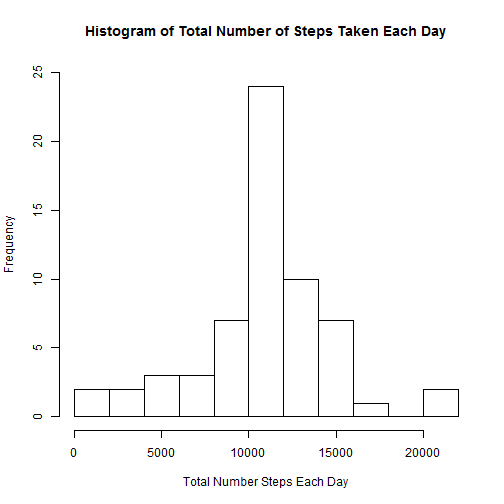 Histogram of Total Number of Steps Taken Each Day
Frequency
25
20
15
10
5
0
0 5000 10000 15000 20000
Total Number Steps Each Day